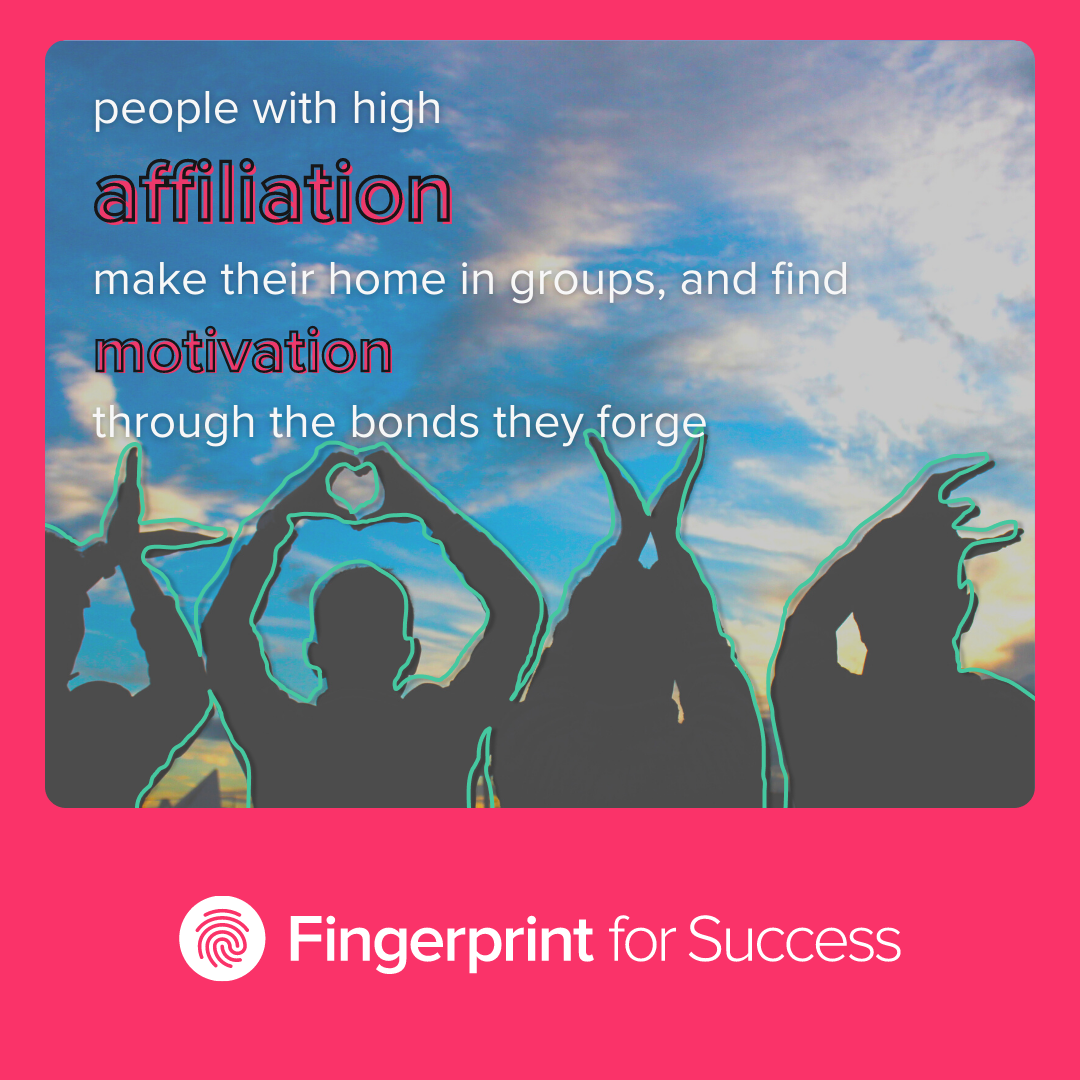 people with high
affiliation
make their home in groups, and find
motivation
through the bonds they forge
Fingerprint for Success